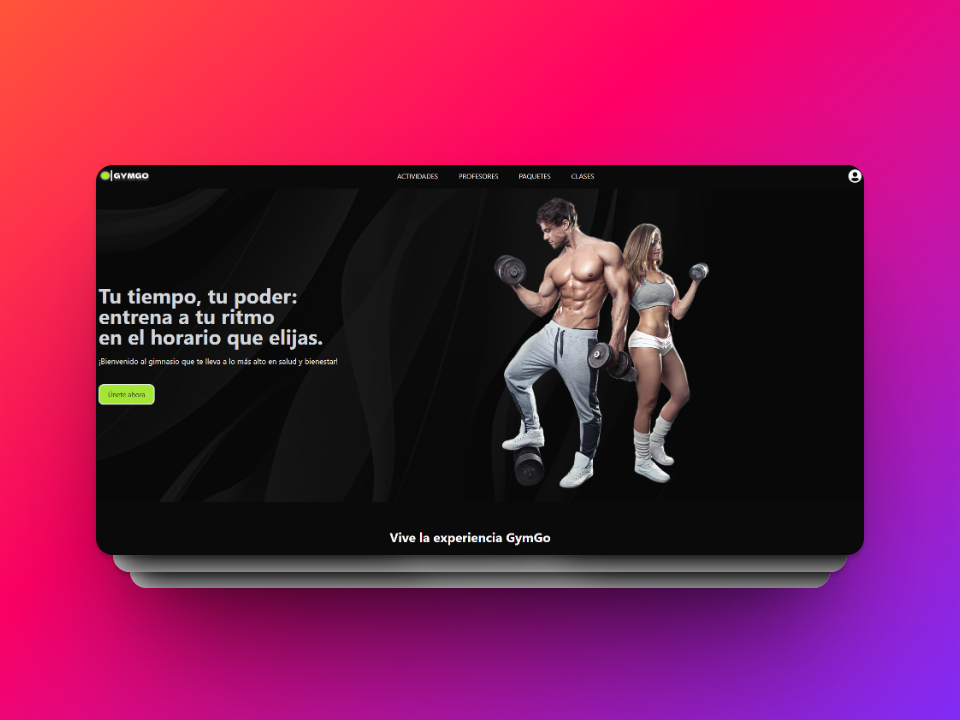 GYMGO
ACTIVIDADES PROFESORES PAQUETES CLASES
Tu tiempo, tu poder:
entrena a tu ritmo
en el horario que elijas.
¡Bienvenido al gimnasio que te lleva a lo más alto en salud y bienestar!
Únete ahora
Vive la experiencia GymGo